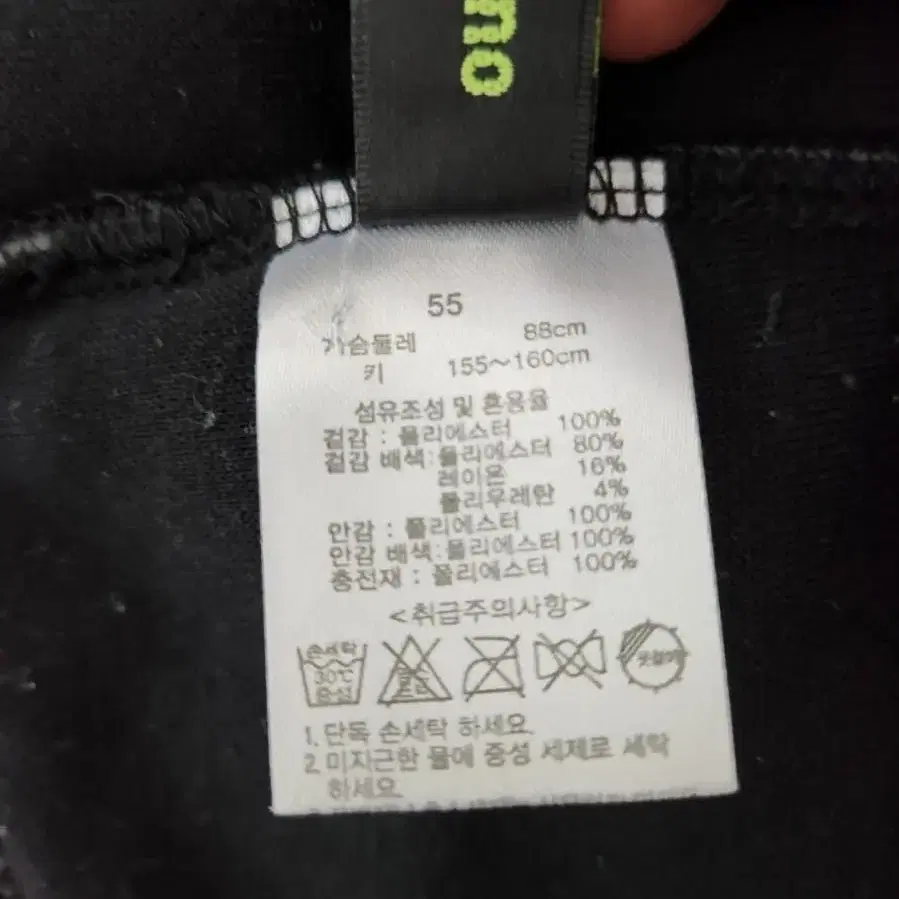 no
55
가슴둘레 88cm
키 155~160cm
섬유조성 및 혼용율
겉감 : 폴리에스터 100%
겉감 배색:폴리에스더 80%
레이온 16%
폴리우레탄 4%
안감 : 폴리에스터 100%
안감 배색:폴리에스터 100%
충전재 : 폴리에스터 100%
<취급주의사항>
손세탁 30℃ 중성 옷걸이
1. 단독 손세탁 하세요.
2. 미지근한 물에 중성 세제로 세탁
하세요.